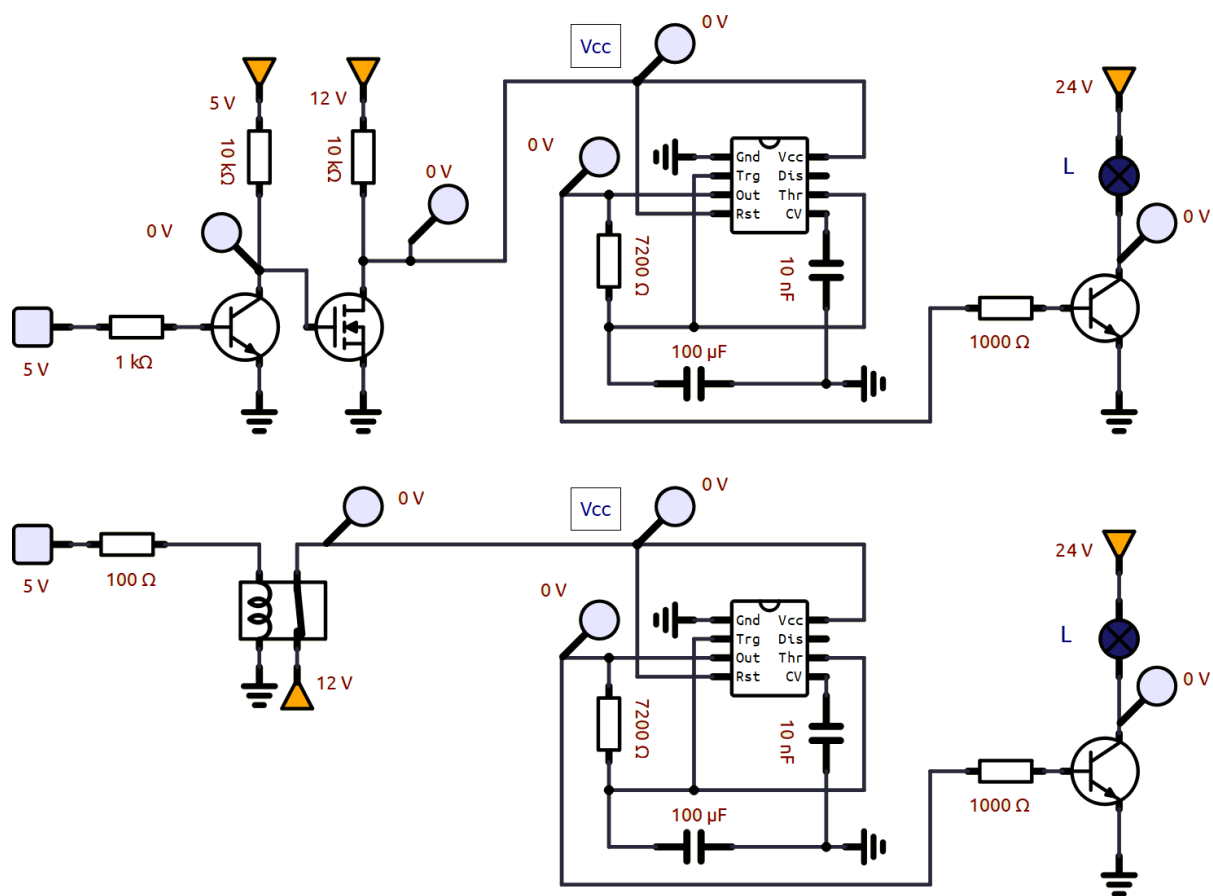 0 V
Vcc
5 V
12 V
24 V
10 kΩ
10 kΩ
0 V
0 V
0 V
Gnd Vcc
Trg Dis
Out Thr
Rst CV
L
0 V
7200 Ω
10 nF
5 V
1 kΩ
100 µF
1000 Ω
0 V
Vcc
0 V
24 V
5 V
100 Ω
0 V
12 V
Gnd Vcc
Trg Dis
Out Thr
Rst CV
L
0 V
7200 Ω
10 nF
100 µF
1000 Ω